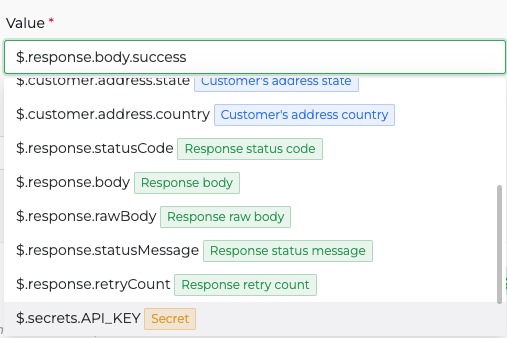 Value *
$.response.body.success
$.customer.address.state Customer's address state
$.customer.address.country Customer's address country
$.response.statusCode Response status code
$.response.body Response body
$.response.rawBody Response raw body
$.response.statusMessage Response status message
$.response.retryCount Response retry count
$.secrets.API_KEY Secret